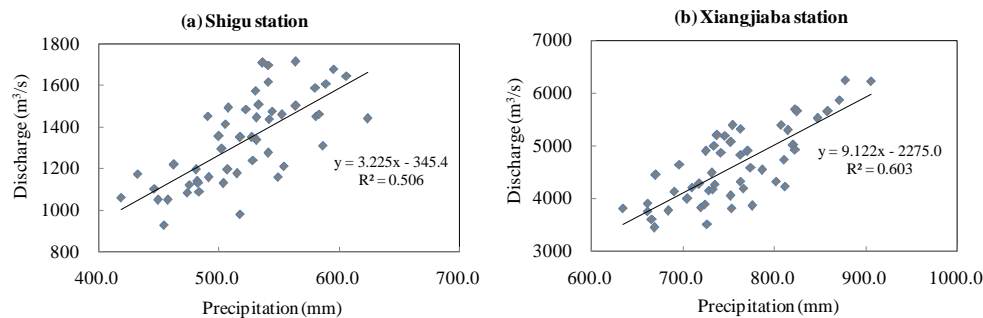 (a) Shigu station
Discharge (m³/s)
1800
1600
1400
1200
1000
800
y = 3.225x - 345.4
R² = 0.506
400.0 500.0 600.0 700.0
Precipitation (mm)
(b) Xiangjiaba station
Discharge (m³/s)
7000
6000
5000
4000
3000
y = 9.122x - 2275.0
R² = 0.603
600.0 700.0 800.0 900.0 1000.0
Precipitation (mm)